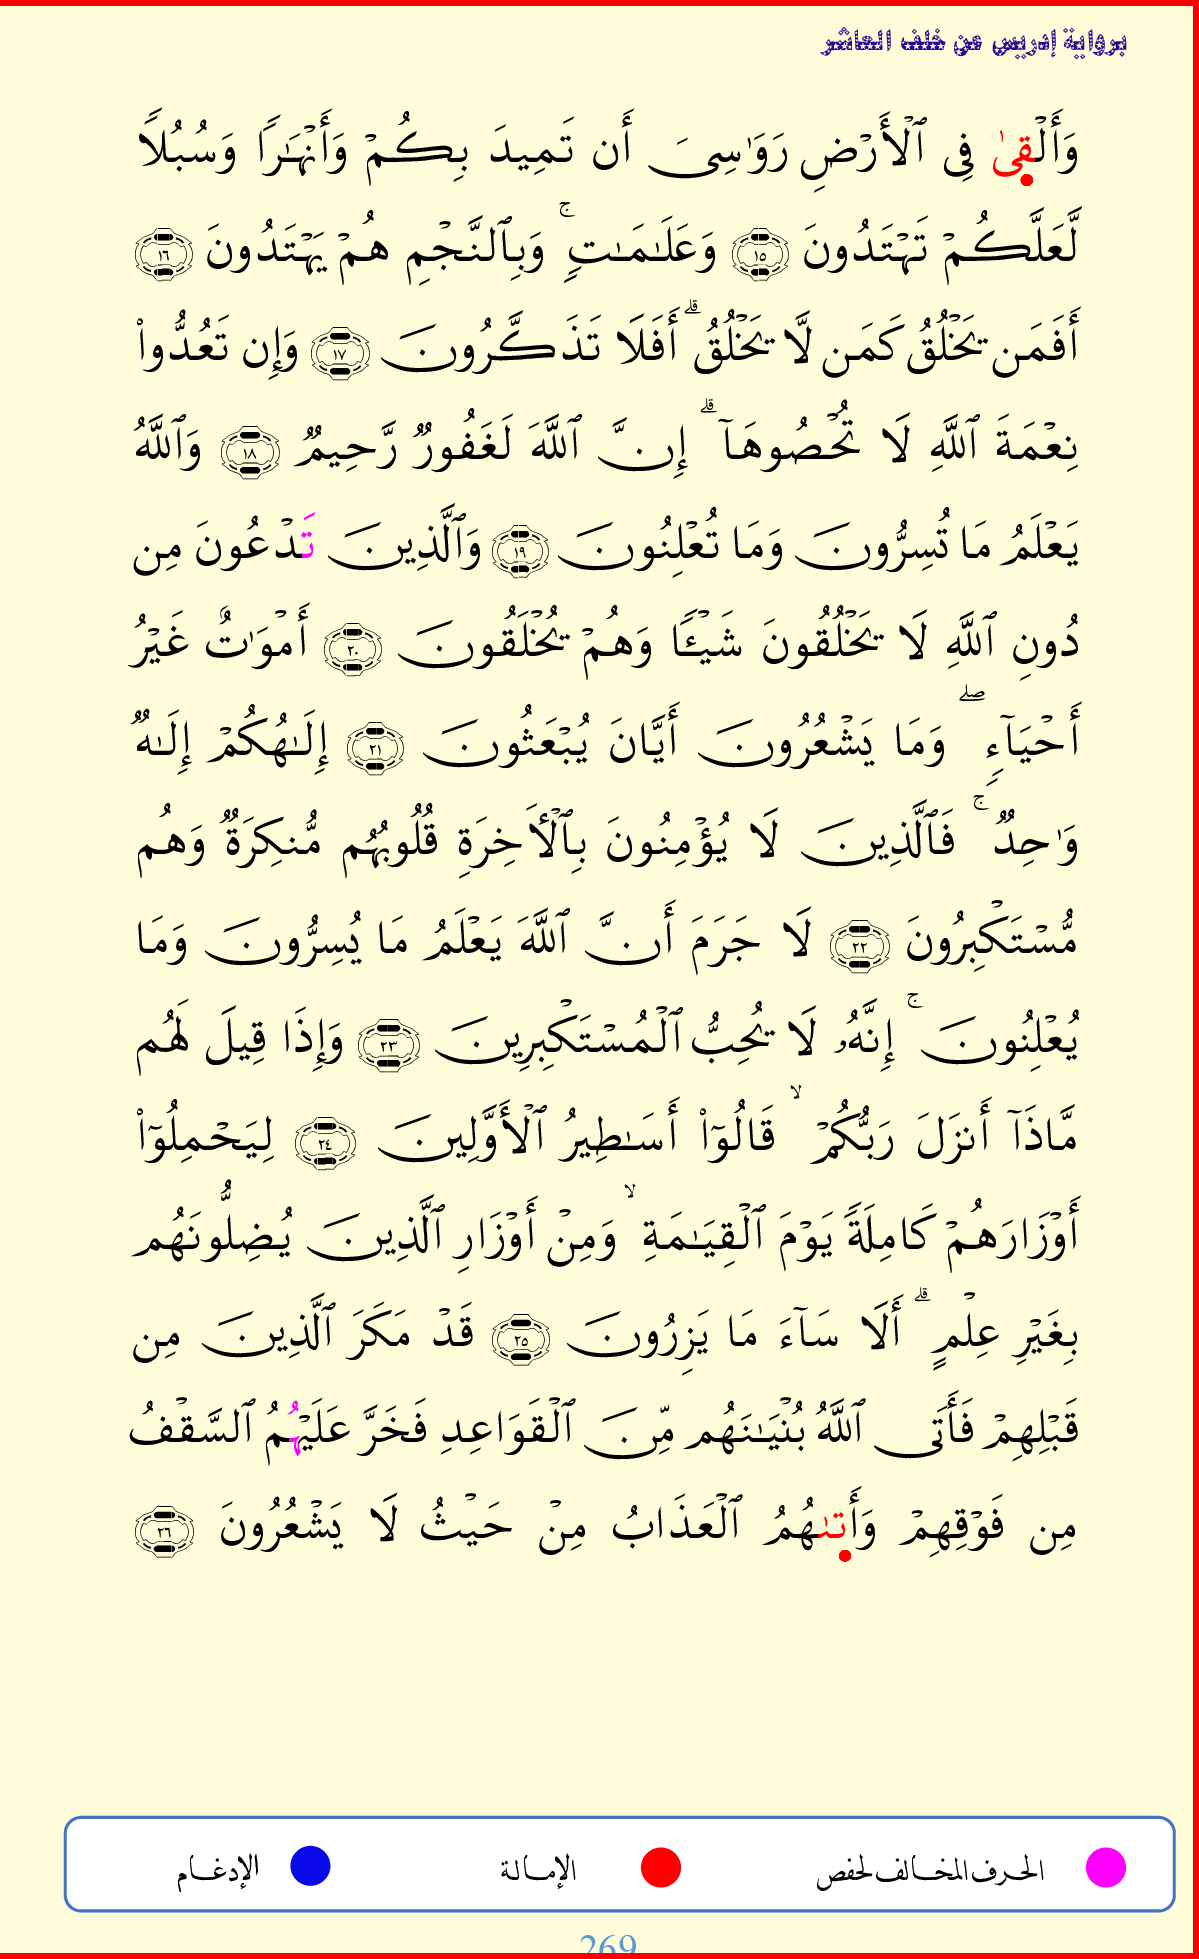 برواية إدريس عن خلف العاشر
وَأَلۡقِىٰ فِي ٱلۡأَرۡضِ رَوَٰسِيَ أَن تَمِيدَ بِكُمۡ وَأَنۡهَٰرٗا وَسُبُلٗا
لَّعَلَّكُمۡ تَهۡتَدُونَ ١٥ وَعَلَٰمَٰتٖۚ وَبِٱلنَّجۡمِ هُمۡ يَهۡتَدُونَ ١٦
أَفَمَن يَخۡلُقُ كَمَن لَّا يَخۡلُقُۗ أَفَلَا تَذَكَّرُونَ ١٧ وَإِن تَعُدُّواْ
نِعۡمَةَ ٱللَّهِ لَا تُحۡصُوهَآۗ إِنَّ ٱللَّهَ لَغَفُورٞ رَّحِيمٞ ١٨ وَٱللَّهُ
يَعۡلَمُ مَا تُسِرُّونَ وَمَا تُعۡلِنُونَ ١٩ وَٱلَّذِينَ تَدۡعُونَ مِن
دُونِ ٱللَّهِ لَا يَخۡلُقُونَ شَيۡـٔٗا وَهُمۡ يُخۡلَقُونَ ٢٠ أَمۡوَٰتٌ غَيۡرُ
أَحۡيَآءٖۖ وَمَا يَشۡعُرُونَ أَيَّانَ يُبۡعَثُونَ ٢١ إِلَٰهُكُمۡ إِلَٰهٞ
وَٰحِدٞۚ فَٱلَّذِينَ لَا يُؤۡمِنُونَ بِٱلۡأٓخِرَةِ قُلُوبُهُم مُّنكِرَةٞ وَهُم
مُّسۡتَكۡبِرُونَ ٢٢ لَا جَرَمَ أَنَّ ٱللَّهَ يَعۡلَمُ مَا يُسِرُّونَ وَمَا
يُعۡلِنُونَۚ إِنَّهُۥ لَا يُحِبُّ ٱلۡمُسۡتَكۡبِرِينَ ٢٣ وَإِذَا قِيلَ لَهُم
مَّاذَآ أَنزَلَ رَبُّكُمۡۙ قَالُوٓاْ أَسَٰطِيرُ ٱلۡأَوَّلِينَ ٢٤ لِيَحۡمِلُوٓاْ
أَوۡزَارَهُمۡ كَامِلَةٗ يَوۡمَ ٱلۡقِيَٰمَةِۙ وَمِنۡ أَوۡزَارِ ٱلَّذِينَ يُضِلُّونَهُم
بِغَيۡرِ عِلۡمٍۗ أَلَا سَآءَ مَا يَزِرُونَ ٢٥ قَدۡ مَكَرَ ٱلَّذِينَ مِن
قَبۡلِهِمۡ فَأَتَى ٱللَّهُ بُنۡيَٰنَهُم مِّنَ ٱلۡقَوَاعِدِ فَخَرَّ عَلَيۡهُمُ ٱلسَّقۡفُ
مِن فَوۡقِهِمۡ وَأَتَىٰهُمُ ٱلۡعَذَابُ مِنۡ حَيۡثُ لَا يَشۡعُرُونَ ٢٦
الحرف المخالف لحفص الإمالة الإدغام
269